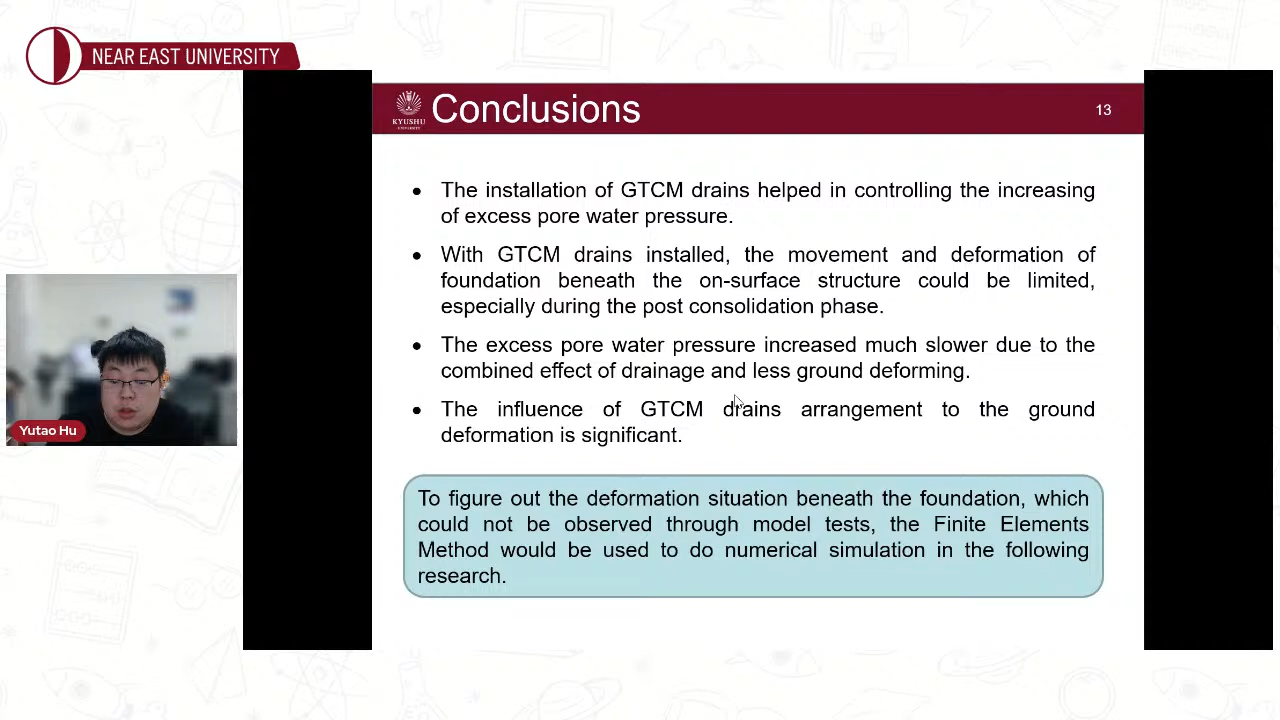 NEAR EAST UNIVERSITY
KYUSHU
UNIVERSITY
Conclusions
13
• The installation of GTCM drains helped in controlling the increasing
of excess pore water pressure.
• With GTCM drains installed, the movement and deformation of
foundation beneath the on-surface structure could be limited,
especially during the post consolidation phase.
• The excess pore water pressure increased much slower due to the
combined effect of drainage and less ground deforming.
• The influence of GTCM drains arrangement to the ground
deformation is significant.
To figure out the deformation situation beneath the foundation, which
could not be observed through model tests, the Finite Elements
Method would be used to do numerical simulation in the following
research.
Yutao Hu